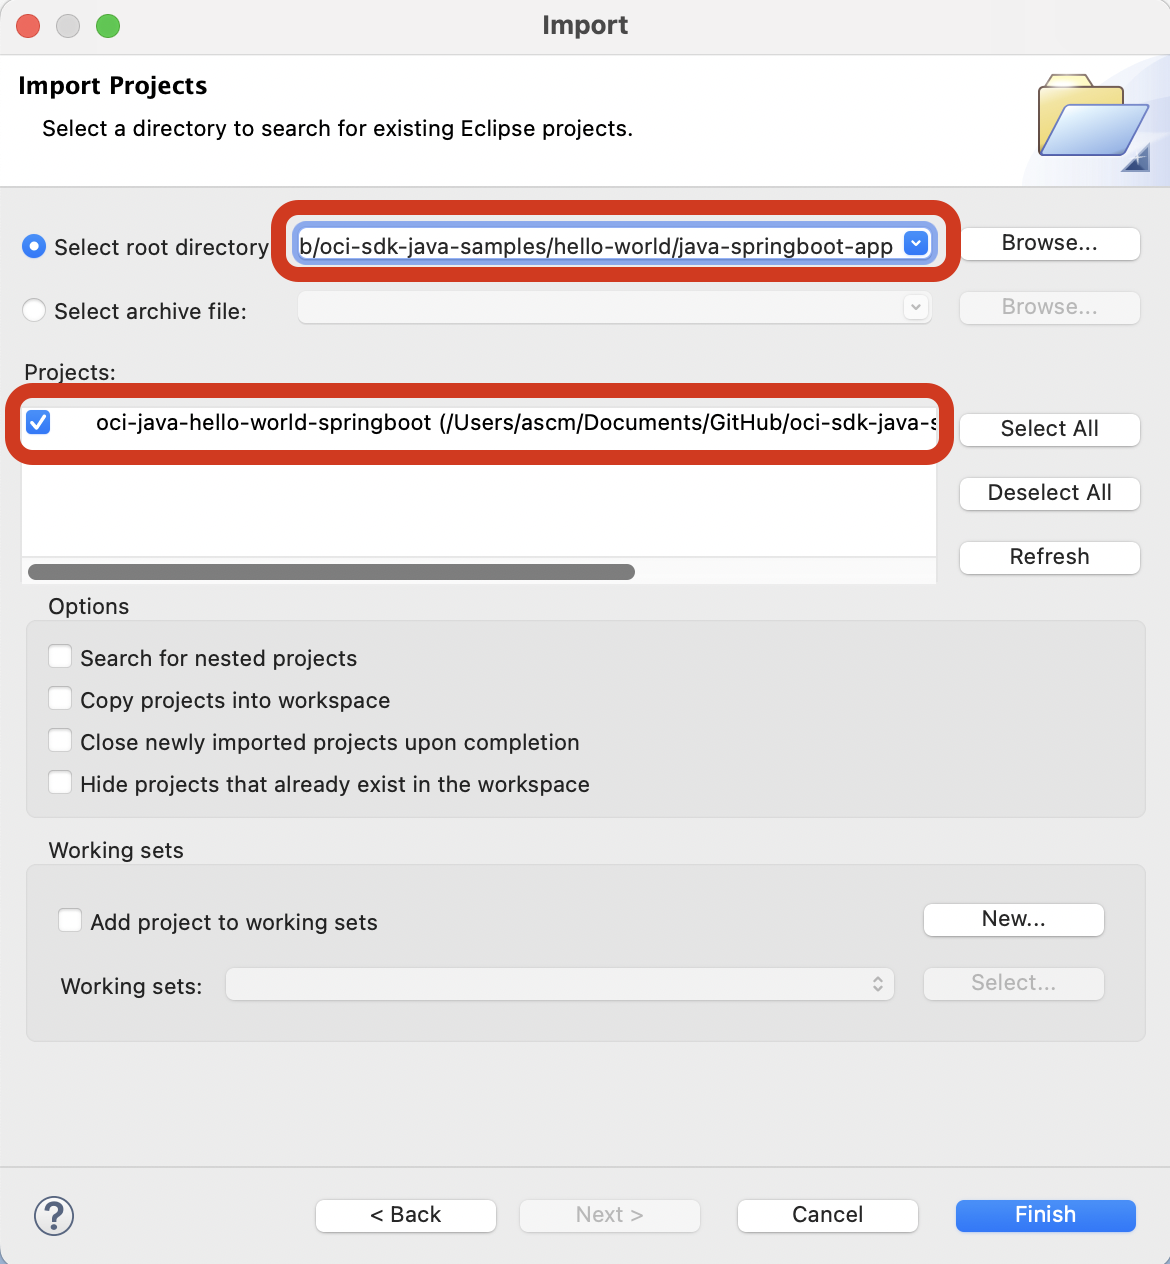 Import
Import Projects
Select a directory to search for existing Eclipse projects.
Select root directory b/oci-sdk-java-samples/hello-world/java-springboot-app Browse...
Select archive file: Browse...
Projects:
oci-java-hello-world-springboot (/Users/ascm/Documents/GitHub/oci-sdk-java-s
Select All
Deselect All
Refresh
Options
Search for nested projects
Copy projects into workspace
Close newly imported projects upon completion
Hide projects that already exist in the workspace
Working sets
Add project to working sets New...
Working sets: Select...
? < Back Next > Cancel Finish